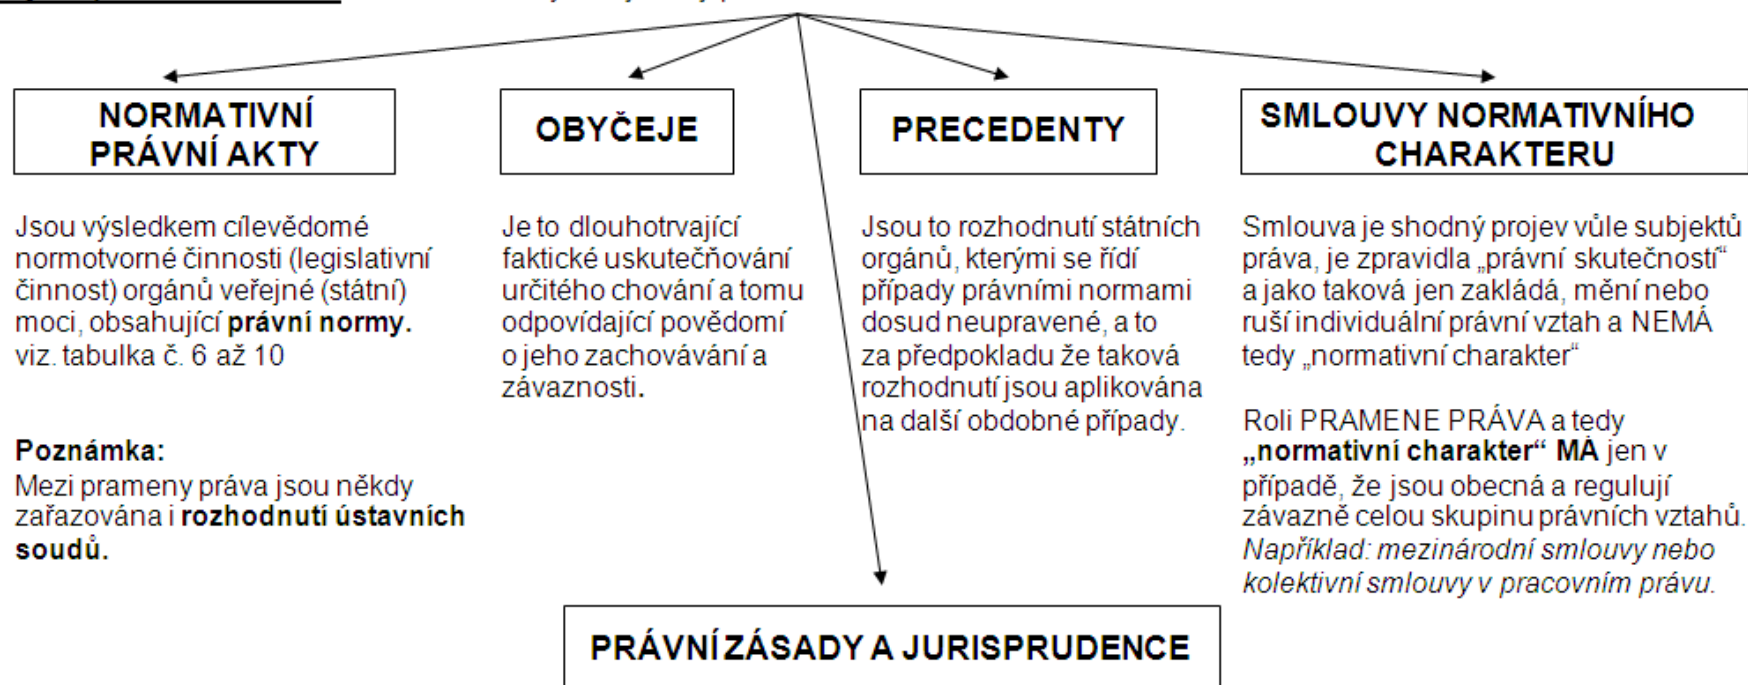 NORMATIVNÍ
PRÁVNÍ AKTY
OBYČEJE
PRECEDENTY
SMLOUVY NORMATIVNÍHO
CHARAKTERU
Jsou výsledkem cílevědomé
normotvorné činnosti (legislativní
činnost) orgánů veřejné (státní)
moci, obsahující právní normy.
viz. tabulka č. 6 až 10
Poznámka:
Mezi prameny práva jsou někdy
zařazována i rozhodnutí ústavních
soudů.
Je to dlouhotrvající
faktické uskutečňování
určitého chování a tomu
odpovídající povědomí
o jeho zachovávání a
závaznosti.
Jsou to rozhodnutí státních
orgánů, kterými se řídí
případy právními normami
dosud neupravené, a to
za předpokladu že taková
rozhodnutí jsou aplikována
na další obdobné případy.
Smlouva je shodný projev vůle subjektů
práva, je zpravidla „právní skutečností“
a jako taková jen zakládá, mění nebo
ruší individuální právní vztah a NEMÁ
tedy „normativní charakter“
Roli PRAMENE PRÁVA a tedy
„normativní charakter“ MÁ jen v
případě, že jsou obecná a regulují
závazně celou skupinu právních vztahů.
Například: mezinárodní smlouvy nebo
kolektivní smlouvy v pracovním právu.
PRÁVNÍ ZÁSADY A JURISPRUDENCE